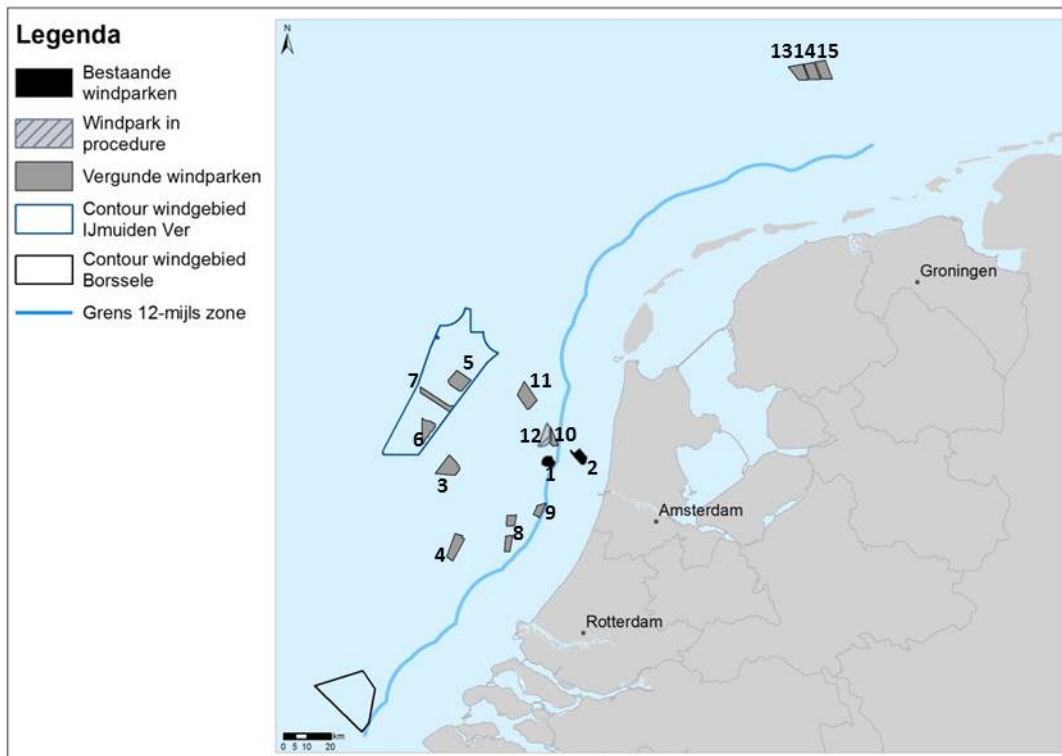 Legenda
Bestaande
windparken
Windpark in
procedure
Vergunde windparken
Contour windgebied
IJmuiden Ver
Contour windgebied
Borssele
Grens 12-mijls zone
N
131415
Groningen
5
7
11
6
12 10
3
1
2
9
Amsterdam
8
4
Rotterdam
km
0 5 10 20